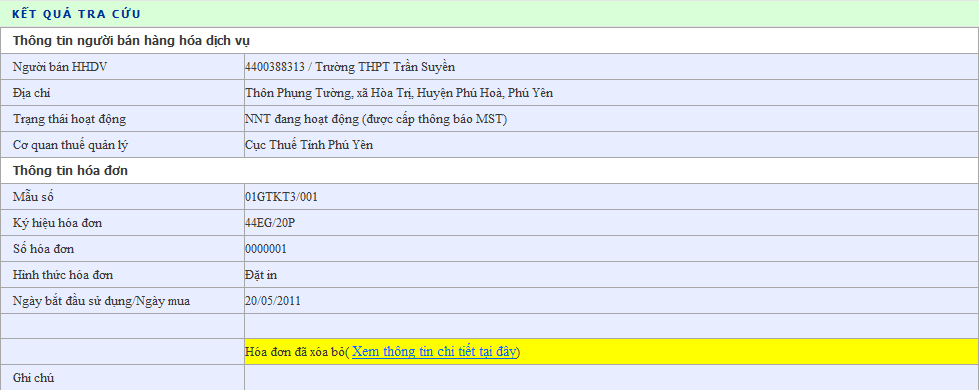 KẾT QUẢ TRA CỨU
Thông tin người bán hàng hóa dịch vụ
Người bán HHDV 4400388313 / Trường THPT Trần Suyền
Địa chỉ Thôn Phụng Tường, xã Hòa Trị, Huyện Phú Hoà, Phú Yên
Trạng thái hoạt động NNT đang hoạt động (được cấp thông báo MST)
Cơ quan thuế quản lý Cục Thuế Tỉnh Phú Yên
Thông tin hóa đơn
Mẫu số 01GTKT3/001
Ký hiệu hóa đơn 44EG/20P
Số hóa đơn 0000001
Hình thức hóa đơn Đặt in
Ngày bắt đầu sử dụng/Ngày mua 20/05/2011
Hóa đơn đã xóa bỏ( Xem thông tin chi tiết tại đây)
Ghi chú